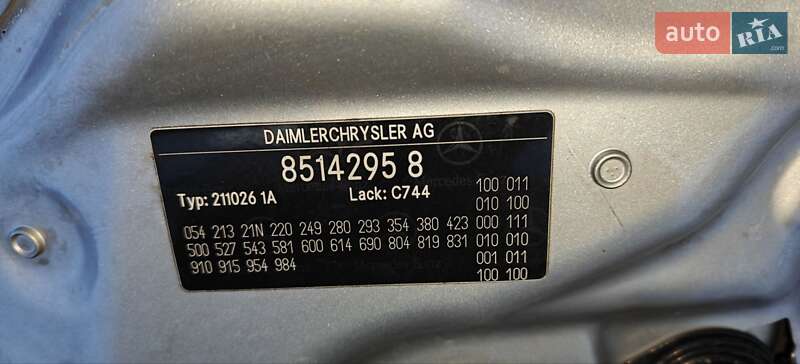 auto RIA.com
DAIMLERCHRYSLER AG
8514295 8
Typ: 211026 1A
Lack: C744
054 213 21N 220 249 280 293 354 380 423
500 527 543 581 600 614 690 804 819 831
910 915 954 984
100 011
010 100
000 111
010 010
001 011
100 100